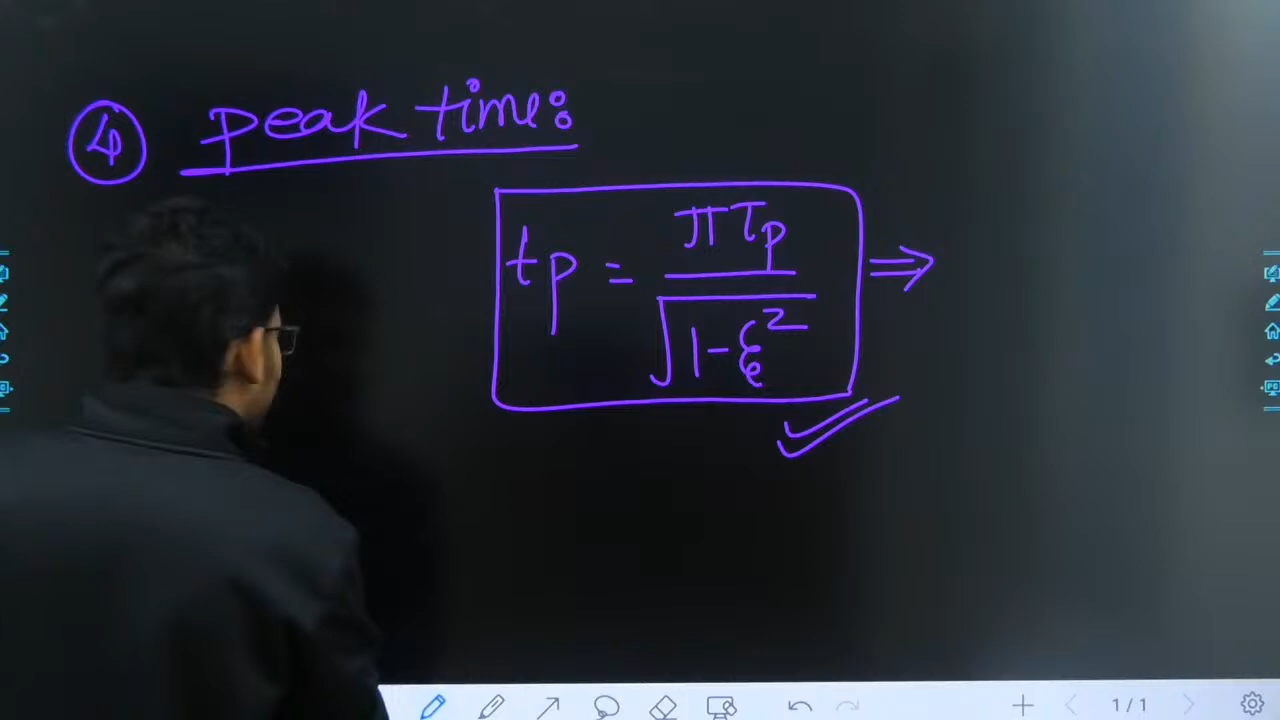 ④ peak time:
tp = πτp / √1-ξ² ⇒
1 / 1